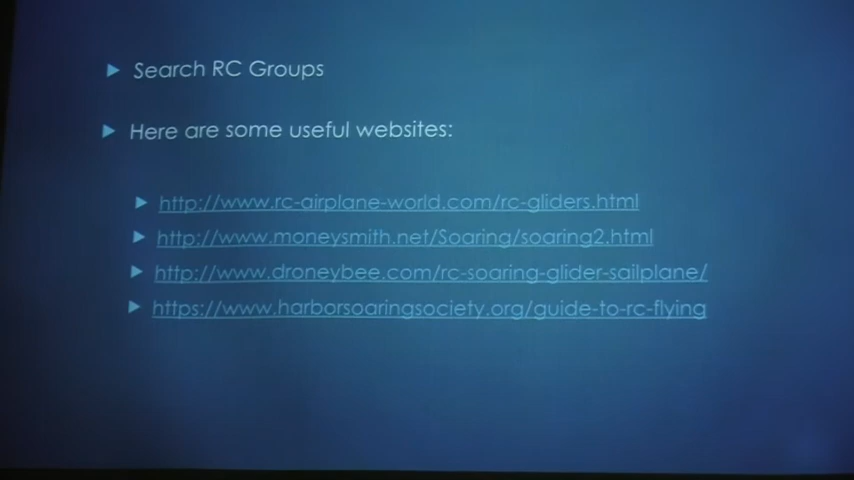 Search RC Groups
Here are some useful websites:
http://www.rc-airplane-world.com/rc-gliders.html
http://www.moneysmith.net/Soaring/soaring2.html
http://www.droneybee.com/rc-soaring-glider-sailplane/
https://www.harborsoaringsociety.org/guide-to-rc-flying